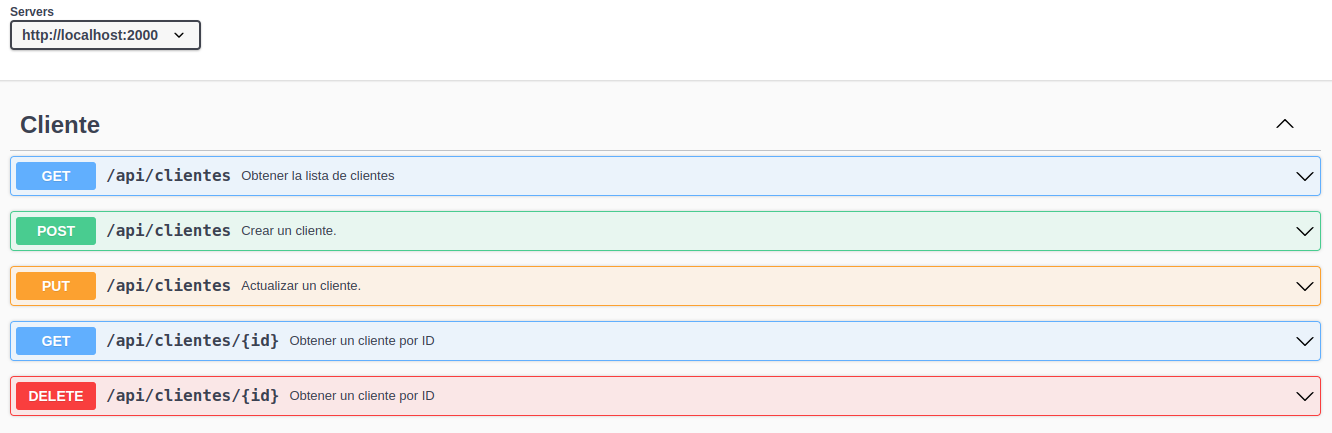 Servers
http://localhost:2000
Cliente
GET /api/clientes Obtener la lista de clientes
POST /api/clientes Crear un cliente.
PUT /api/clientes Actualizar un cliente.
GET /api/clientes/{id} Obtener un cliente por ID
DELETE /api/clientes/{id} Obtener un cliente por ID